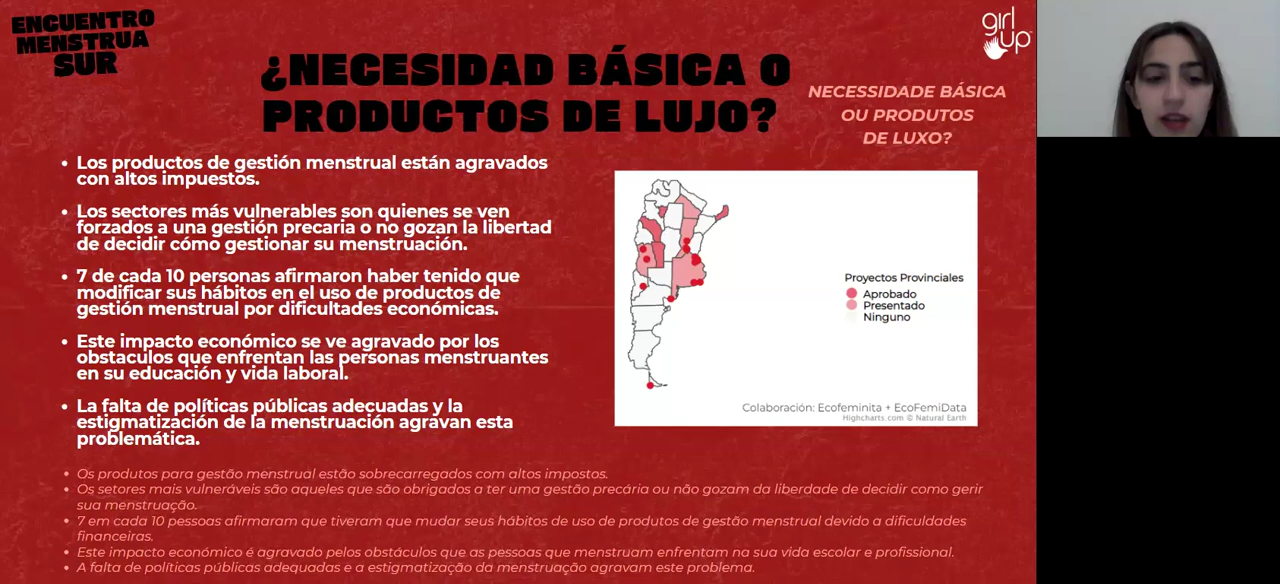 ENCUENTRO
MENSTRUA
SUR
girl
up
¿NECESIDAD BÁSICA O
PRODUCTOS DE LUJO?
NECESSIDADE BÁSICA
OU PRODUTOS
DE LUXO?
• Los productos de gestión menstrual están agravados
con altos impuestos.
• Los sectores más vulnerables son quienes se ven
forzados a una gestión precaria o no gozan la libertad
de decidir cómo gestionar su menstruación.
• 7 de cada 10 personas afirmaron haber tenido que
modificar sus hábitos en el uso de productos de
gestión menstrual por dificultades económicas.
• Este impacto económico se ve agravado por los
obstaculos que enfrentan las personas menstruantes
en su educación y vida laboral.
• La falta de políticas públicas adecuadas y la
estigmatización de la menstruación agravan esta
problemática.
Proyectos Provinciales
Aprobado
Presentado
Ninguno
Colaboración: Ecofeminita + EcoFemiData
Highcharts.com © Natural Earth
• Os produtos para gestão menstrual estão sobrecarregados com altos impostos.
• Os setores mais vulneráveis são aqueles que são obrigados a ter uma gestão precária ou não gozam da liberdade de decidir como gerir
sua menstruação.
• 7 em cada 10 pessoas afirmaram que tiveram que mudar seus hábitos de uso de produtos de gestão menstrual devido a dificuldades
financeiras.
• Este impacto económico é agravado pelos obstáculos que as pessoas que menstruam enfrentam na sua vida escolar e profissional.
• A falta de políticas públicas adequadas e a estigmatização da menstruação agravam este problema.